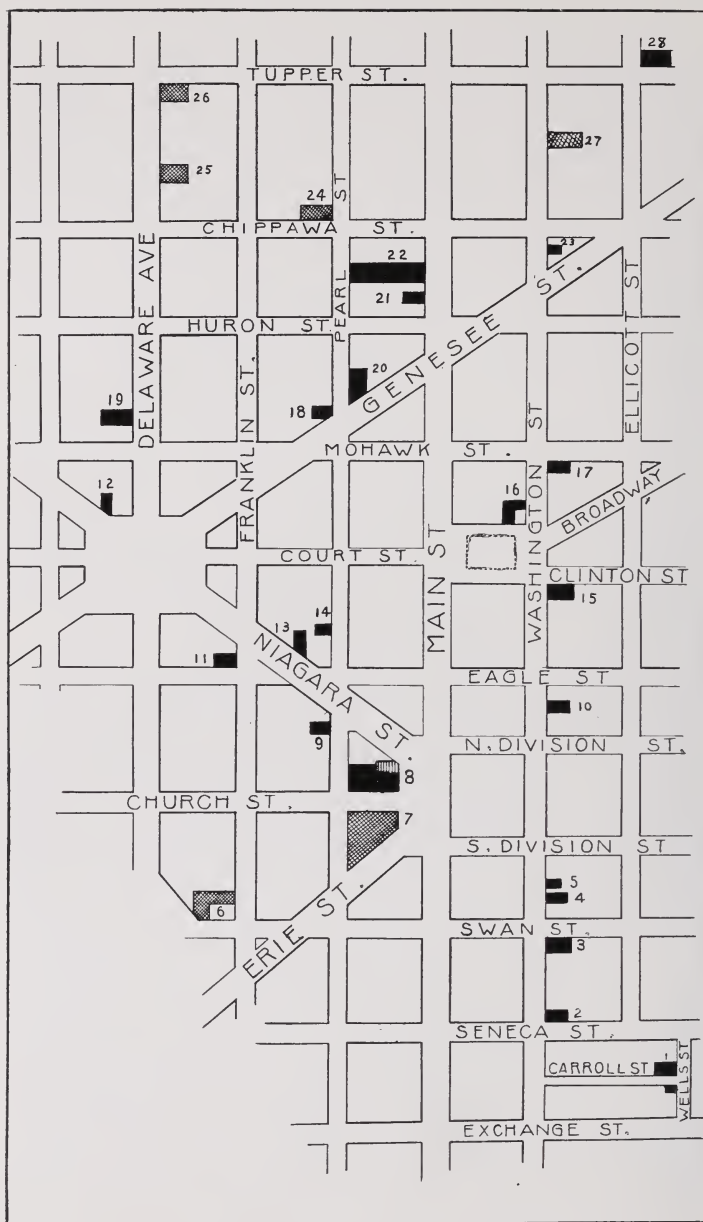 28
TUPPER ST.
26
27
25
24
ST
CHIPPAWA ST.
23
22
DELAWARE AVE
21
PEARL
HURON ST.
GENESEE ST.
ELLICOTT ST
20
19
18
FRANKLIN ST.
MOHAWK ST.
12
16
17
WASHINGTON ST
BROADWAY
COURT ST.
MAIN ST
CLINTON ST
15
14
13
NIAGARA ST.
11
EAGLE ST
10
9
N. DIVISION ST.
8
CHURCH ST.
7
S. DIVISION ST
5
4
6
ERIE ST.
SWAN ST.
3
2
SENECA ST.
1
CARROLL ST
WELLS ST
EXCHANGE ST.